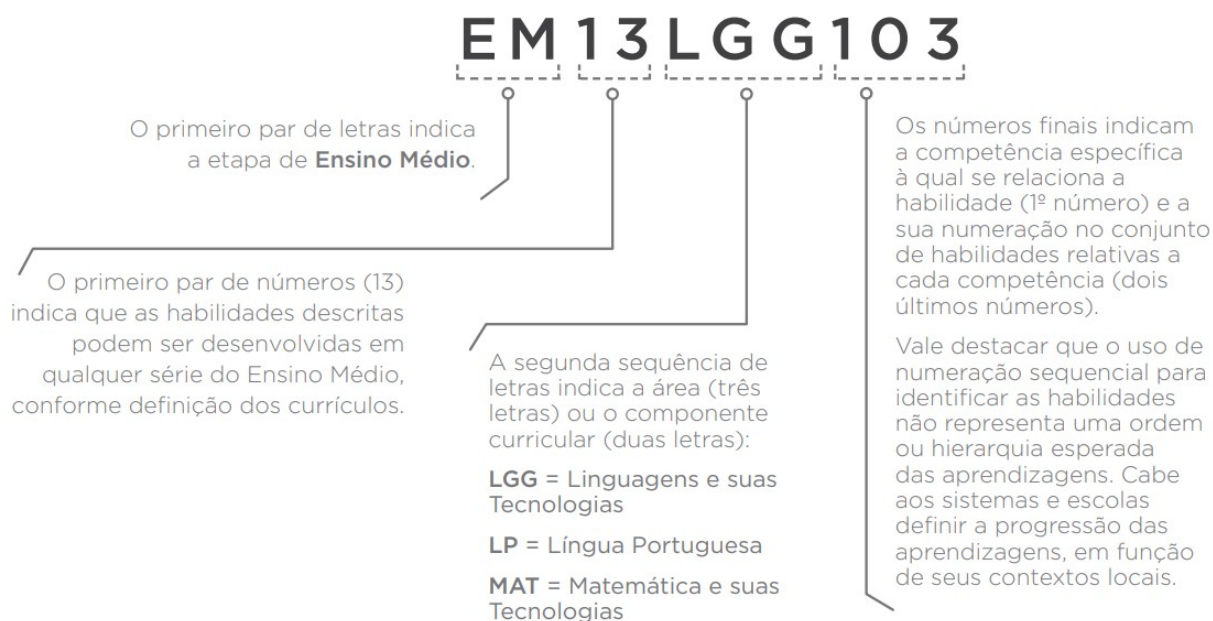 EM13LGG103
O primeiro par de letras indica
a etapa de Ensino Médio.
O primeiro par de números (13)
indica que as habilidades descritas
podem ser desenvolvidas em
qualquer série do Ensino Médio,
conforme definição dos currículos.
A segunda sequência de
letras indica a área (três
letras) ou o componente
curricular (duas letras):
LGG = Linguagens e suas
Tecnologias
LP = Língua Portuguesa
MAT = Matemática e suas
Tecnologias
Os números finais indicam
a competência específica
à qual se relaciona a
habilidade (1º número) e a
sua numeração no conjunto
de habilidades relativas a
cada competência (dois
últimos números).
Vale destacar que o uso de
numeração sequencial para
identificar as habilidades
não representa uma ordem
ou hierarquia esperada
das aprendizagens. Cabe
aos sistemas e escolas
definir a progressão das
aprendizagens, em função
de seus contextos locais.